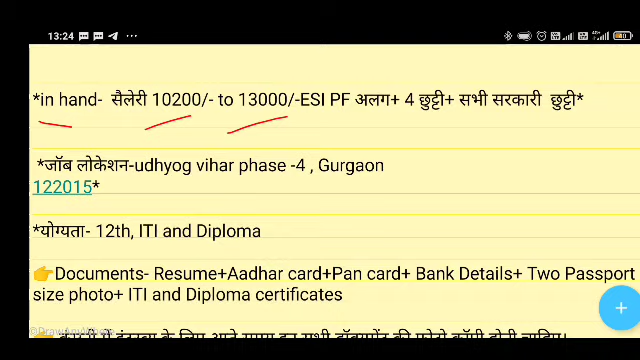 13:24
*in hand- सैलेरी 10200/- to 13000/-ESI PF अलग+ 4 छुट्टी+ सभी सरकारी छुट्टी*
*जॉब लोकेशन-udhyog vihar phase -4 , Gurgaon
122015*
*योग्यता- 12th, ITI and Diploma
👉Documents- Resume+Aadhar card+Pan card+ Bank Details+ Two Passport
size photo+ ITI and Diploma certificates